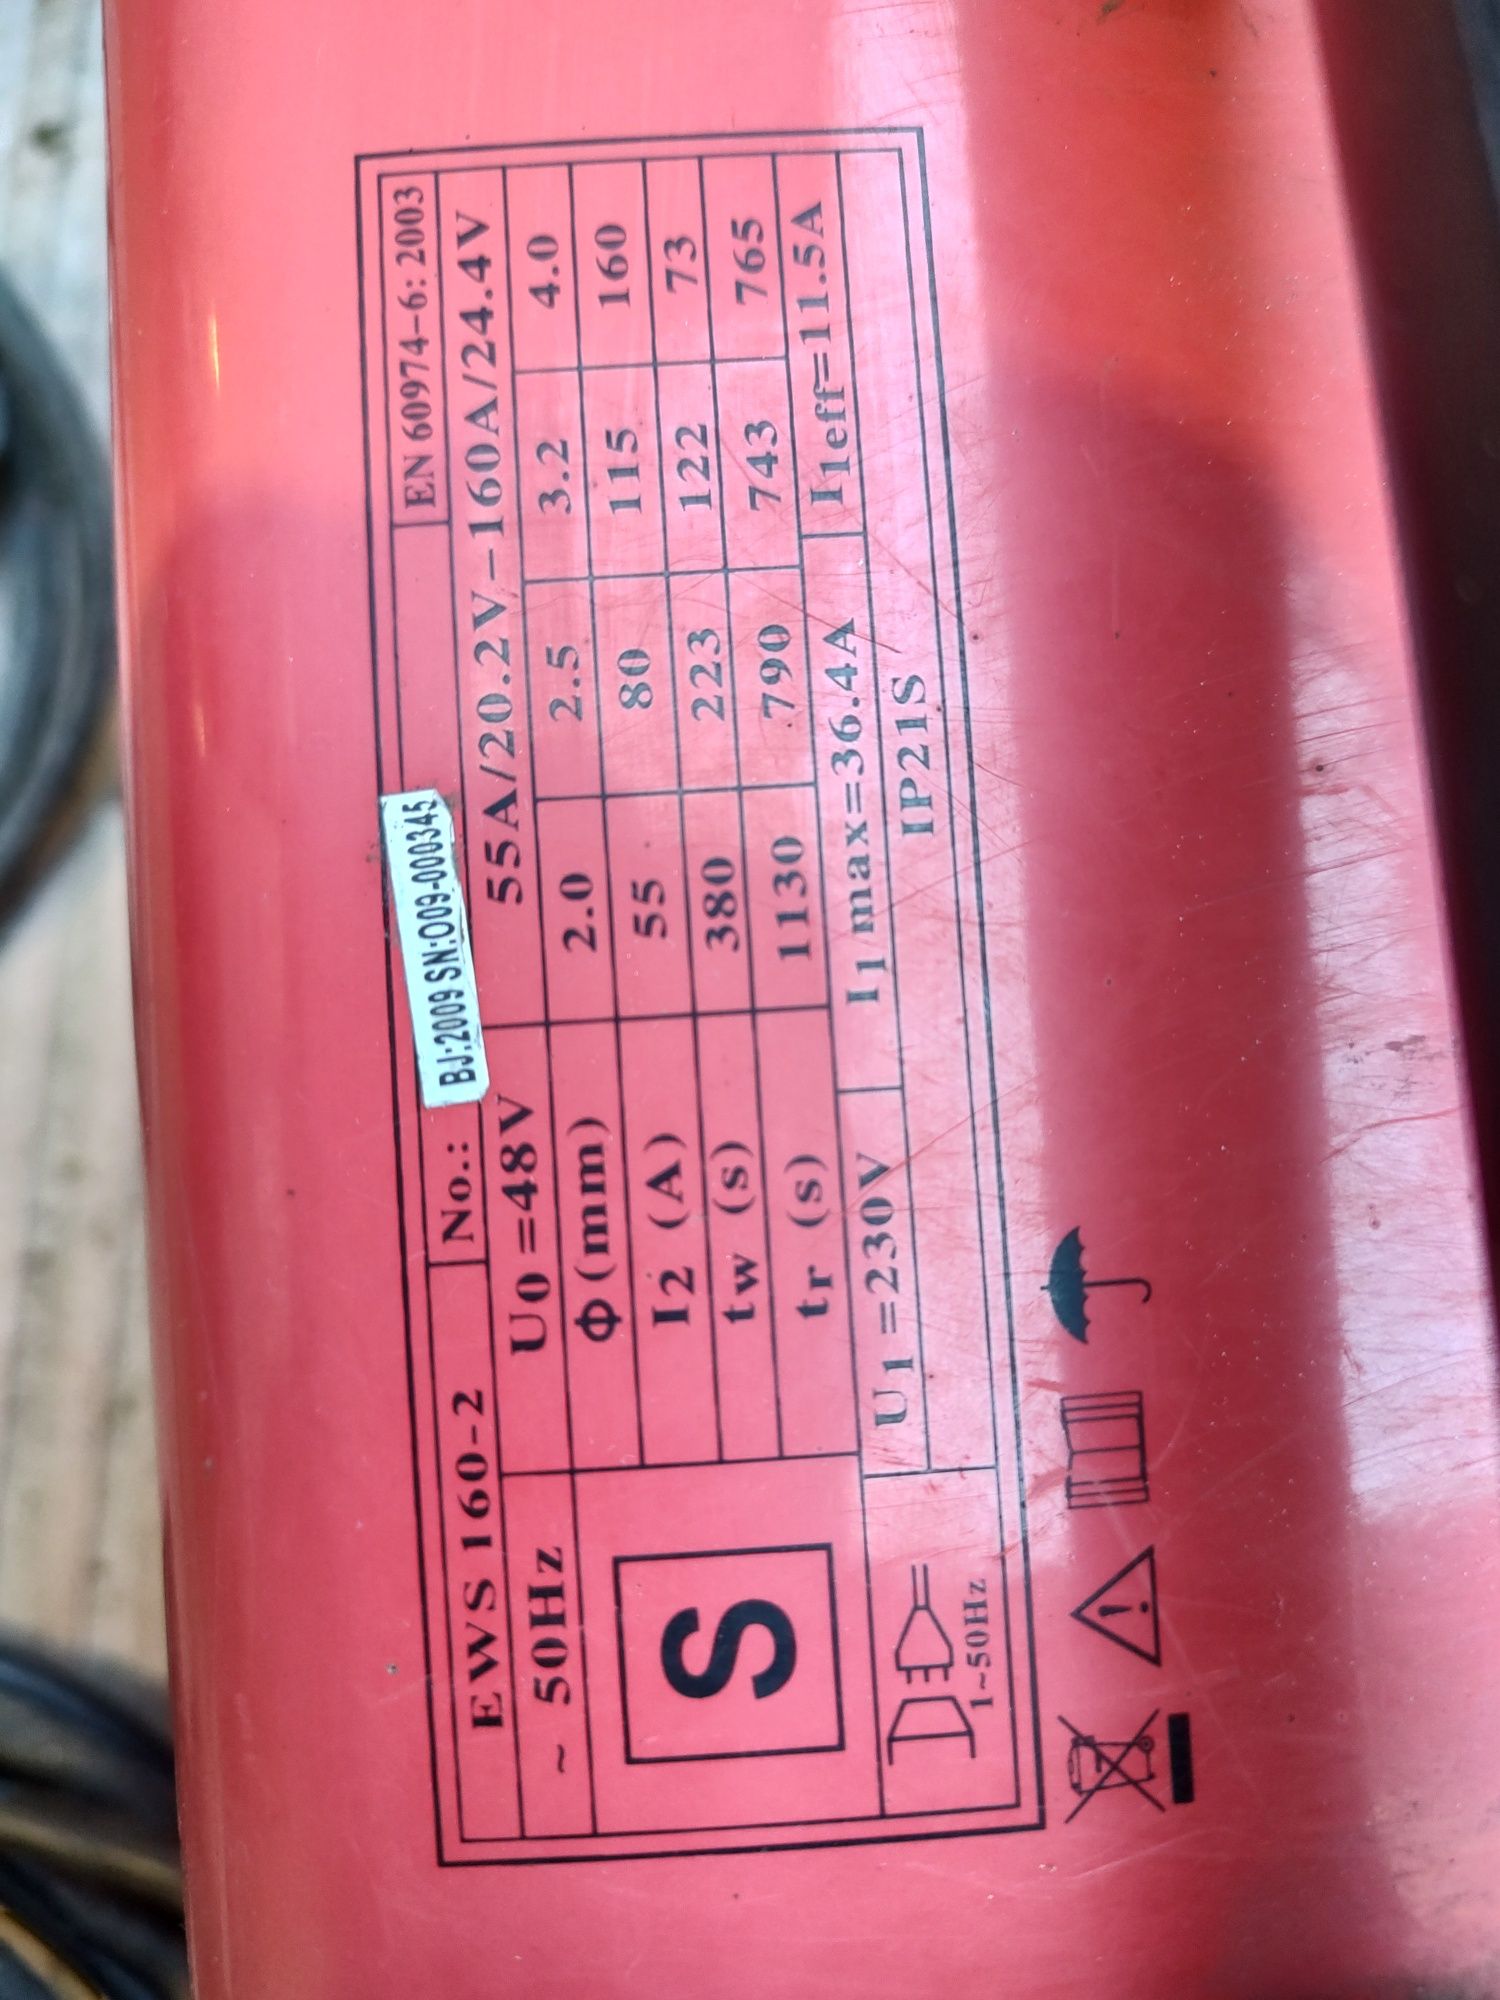 EN 60974-6: 2003
EWS 160-2 No.: BJ:2009 SN:O09-000345
~ 50Hz U0 =48V 55A/20.2V-160A/24.4V
S
Φ(mm) 2.0 2.5 3.2 4.0
I2 (A) 55 80 115 160
tw (s) 380 223 122 73
tr (s) 1130 790 743 765
U1 =230V I1max=36.4A I1eff=11.5A
1~50Hz
IP21S